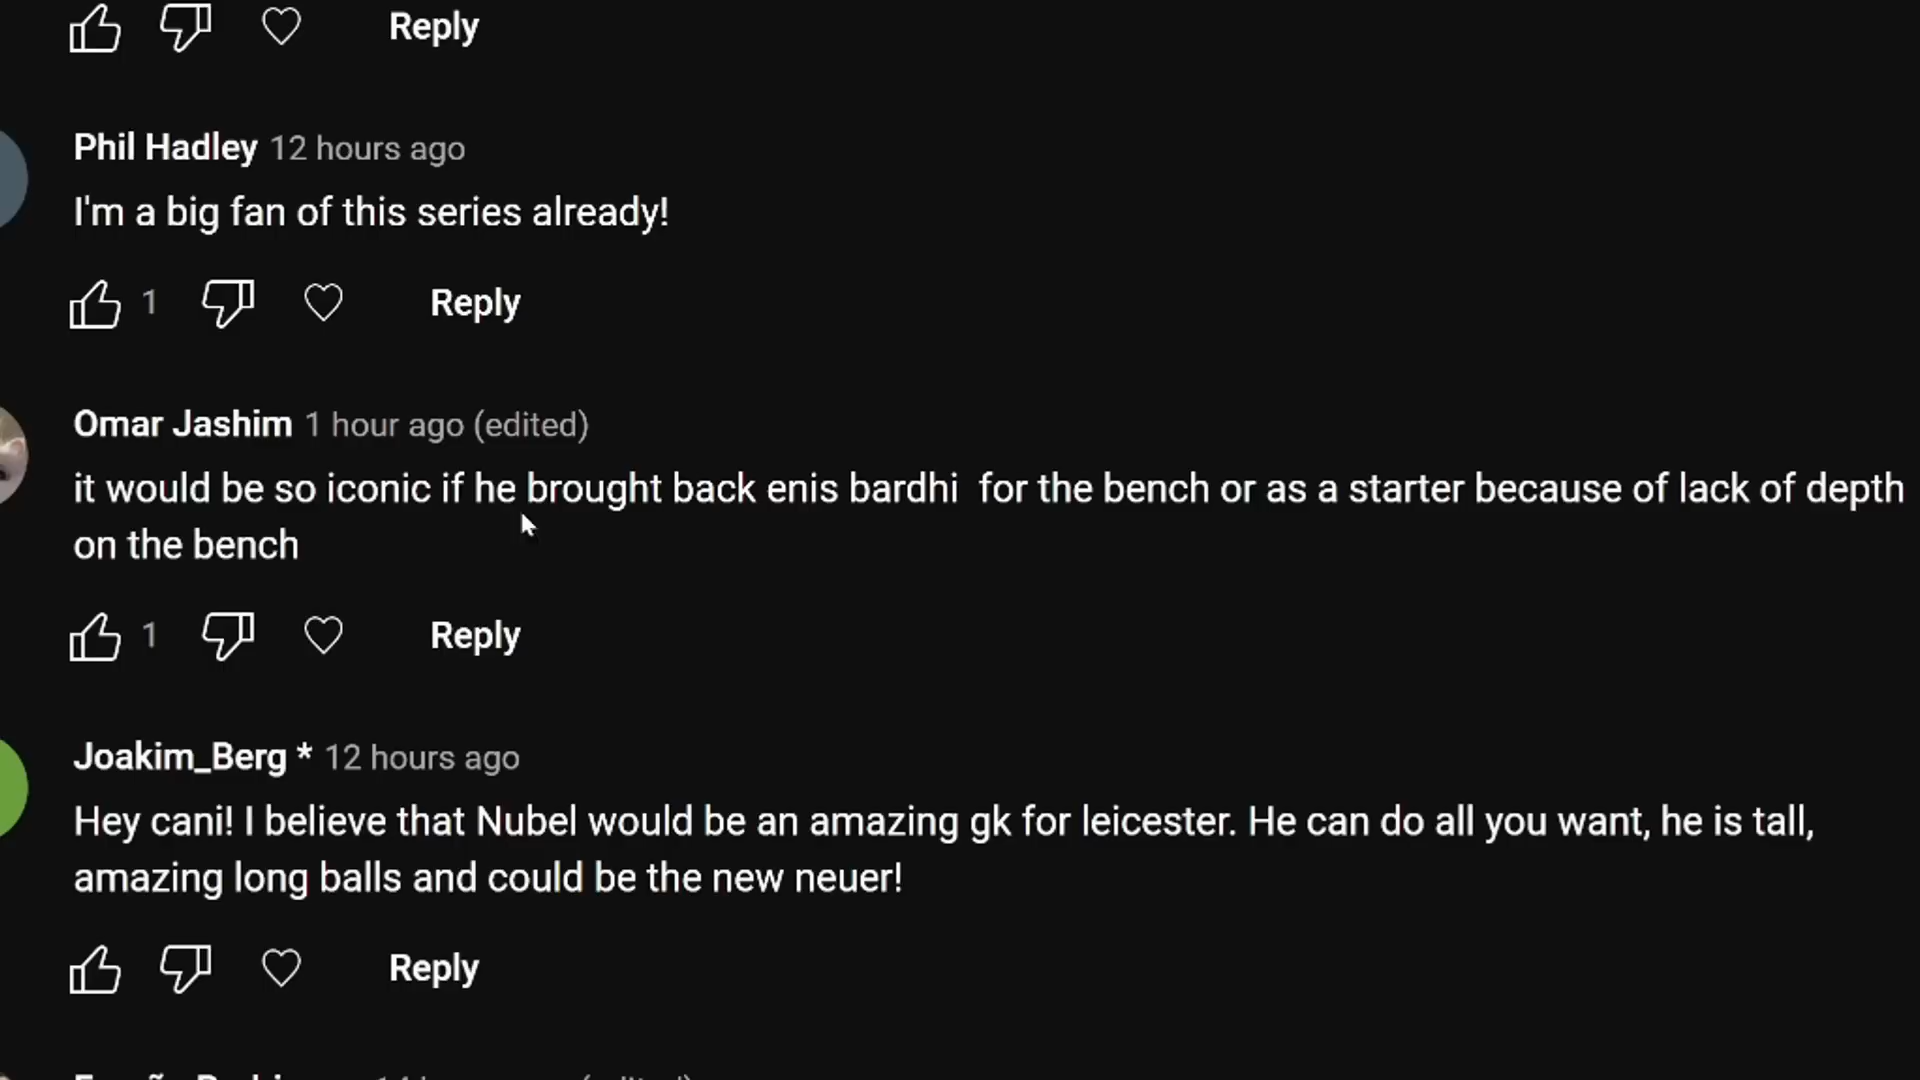 Reply
Phil Hadley 12 hours ago
I'm a big fan of this series already!
1 Reply
Omar Jashim 1 hour ago (edited)
it would be so iconic if he brought back enis bardhi  for the bench or as a starter because of lack of depth
on the bench
1 Reply
Joakim_Berg * 12 hours ago
Hey cani! I believe that Nubel would be an amazing gk for leicester. He can do all you want, he is tall,
amazing long balls and could be the new neuer!
Reply